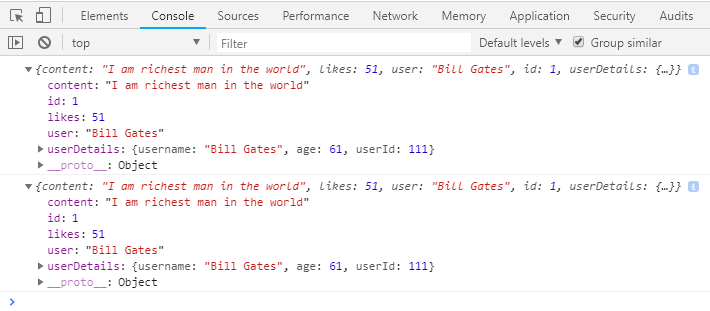 Elements Console Sources Performance Network Memory Application Security Audits
top Filter Default levels Group similar
{content: "I am richest man in the world", likes: 51, user: "Bill Gates", id: 1, userDetails: {…}}
content: "I am richest man in the world"
id: 1
likes: 51
user: "Bill Gates"
userDetails: {username: "Bill Gates", age: 61, userId: 111}
__proto__: Object
{content: "I am richest man in the world", likes: 51, user: "Bill Gates", id: 1, userDetails: {…}}
content: "I am richest man in the world"
id: 1
likes: 51
user: "Bill Gates"
userDetails: {username: "Bill Gates", age: 61, userId: 111}
__proto__: Object